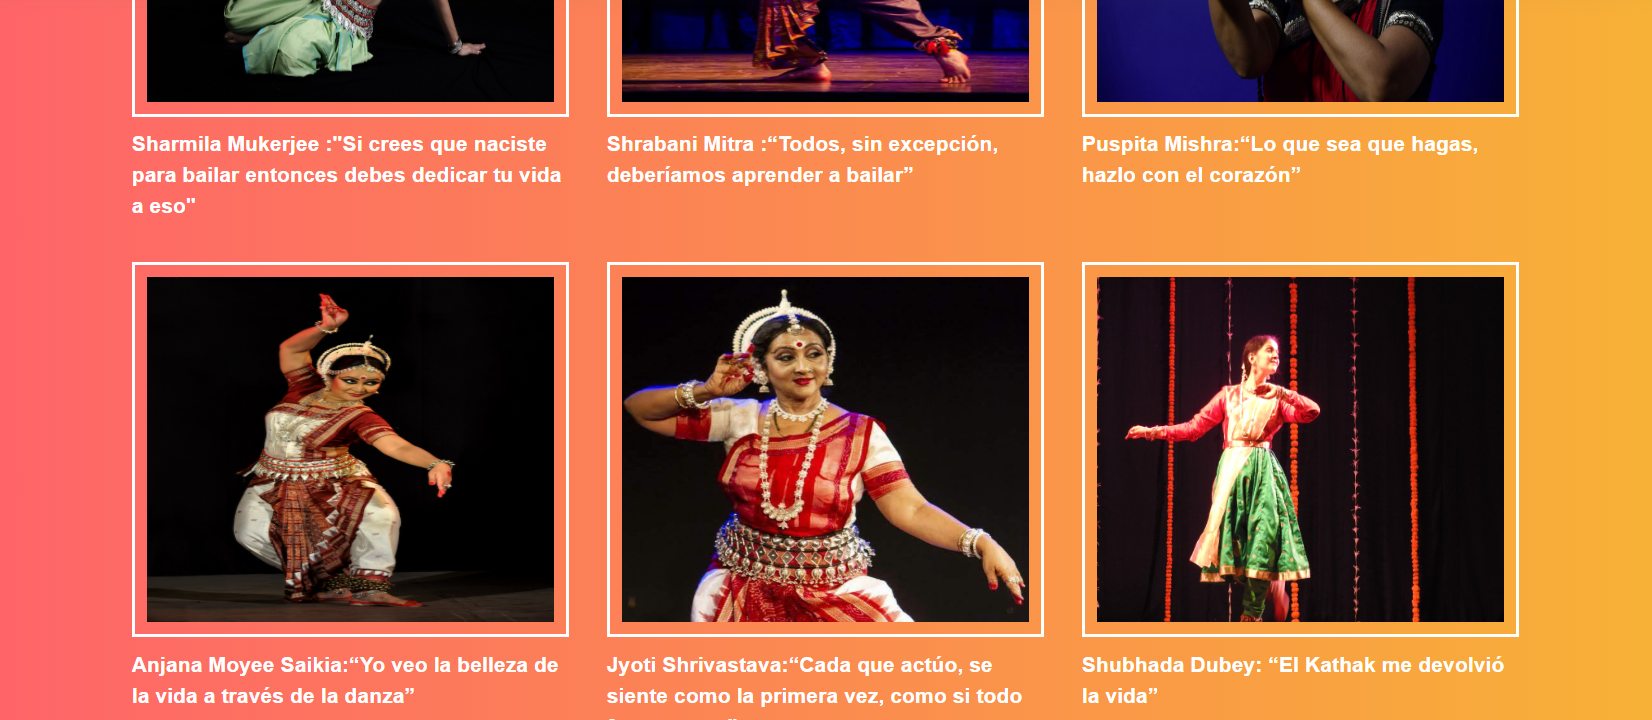 Sharmila Mukerjee :"Si crees que naciste
para bailar entonces debes dedicar tu vida
a eso"
Shrabani Mitra :“Todos, sin excepción,
deberíamos aprender a bailar”
Puspita Mishra:“Lo que sea que hagas,
hazlo con el corazón”
Anjana Moyee Saikia:“Yo veo la belleza de
la vida a través de la danza”
Jyoti Shrivastava:“Cada que actúo, se
siente como la primera vez, como si todo
Shubhada Dubey: “El Kathak me devolvió
la vida”